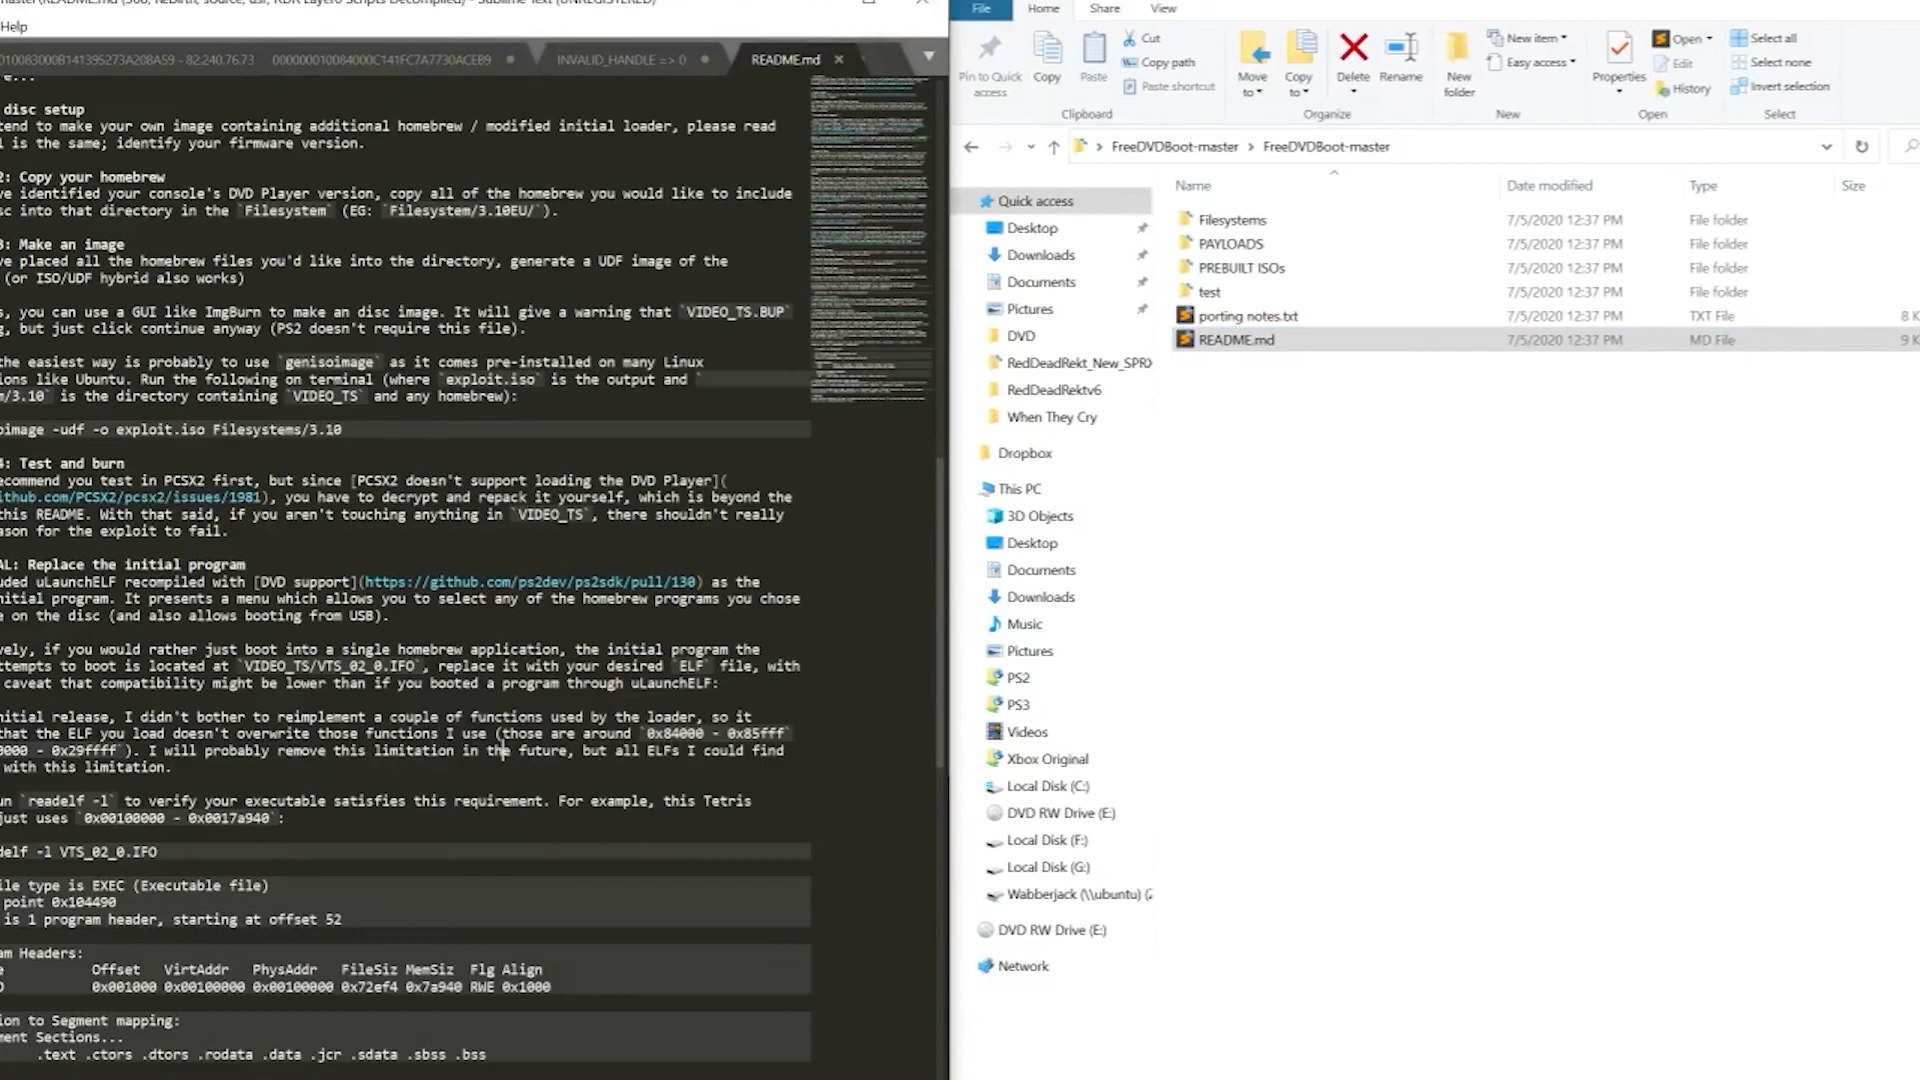 Help
82.240.76.73
000000010084000C141FC7A7730ACEB9
INVALID_HANDLE => 0
README.md
disc setup
tend to make your own image containing additional homebrew / modified initial loader, please read
is the same; identify your firmware version.
2: Copy your homebrew
ve identified your console's DVD Player version, copy all of the homebrew you would like to include
sc into that directory in the `Filesystem` (EG: `Filesystem/3.10EU/`).
3: Make an image
ve placed all the homebrew files you'd like into the directory, generate a UDF image of the
(or ISO/UDF hybrid also works)
s, you can use a GUI like ImgBurn to make an disc image. It will give a warning that `VIDEO_TS.BUP`
g, but just click continue anyway (PS2 doesn't require this file).
the easiest way is probably to use `genisoimage` as it comes pre-installed on many Linux
ions like Ubuntu. Run the following on terminal (where `exploit.iso` is the output and `
m/3.10` is the directory containing `VIDEO_TS` and any homebrew):
oimage -udf -o exploit.iso Filesystems/3.10
4: Test and burn
ecommend you test in PCSX2 first, but since [PCSX2 doesn't support loading the DVD Player](
ithub.com/PCSX2/pcsx2/issues/1981), you have to decrypt and repack it yourself, which is beyond the
this README. With that said, if you aren't touching anything in `VIDEO_TS`, there shouldn't really
ason for the exploit to fail.
AL: Replace the initial program
uded uLaunchELF recompiled with [DVD support](https://github.com/ps2dev/ps2sdk/pull/130) as the
nitial program. It presents a menu which allows you to select any of the homebrew programs you chose
e on the disc (and also allows booting from USB).
vely, if you would rather just boot into a single homebrew application, the initial program the
ttempts to boot is located at `VIDEO_TS/VTS_02_0.IFO`, replace it with your desired `ELF` file, with
caveat that compatibility might be lower than if you booted a program through uLaunchELF:
nitial release, I didn't bother to reimplement a couple of functions used by the loader, so it
that the ELF you load doesn't overwrite those functions I use (those are around `0x84000 - 0x85fff`
0000 - 0x29ffff`). I will probably remove this limitation in the future, but all ELFs I could find
with this limitation.
un `readelf -l` to verify your executable satisfies this requirement. For example, this Tetris
just uses `0x00100000 - 0x0017a940`:
delf -l VTS_02_0.IFO
ile type is EXEC (Executable file)
point 0x104490
is 1 program header, starting at offset 52
am Headers:
Offset VirtAddr PhysAddr FileSiz MemSiz Flg Align
0x001000 0x00100000 0x00100000 0x72ef4 0x7a940 RWE 0x1000
ion to Segment mapping:
ment Sections...
.text .ctors .dtors .rodata .data .jcr .sdata .sbss .bss
File Home Share View
Pin to Quick access
Copy
Paste
Cut
Copy path
Paste shortcut
Clipboard
Move to
Copy to
Delete
Rename
Organize
New folder
New item
Easy access
New
Properties
Open
Edit
History
Open
Select all
Select none
Invert selection
Select
FreeDVDBoot-master > FreeDVDBoot-master
Name Date modified Type Size
Filesystems 7/5/2020 12:37 PM File folder
PAYLOADS 7/5/2020 12:37 PM File folder
PREBUILT ISOs 7/5/2020 12:37 PM File folder
test 7/5/2020 12:37 PM File folder
porting notes.txt 7/5/2020 12:37 PM TXT File 8 K
README.md 7/5/2020 12:37 PM MD File 9 K
Quick access
Desktop
Downloads
Documents
Pictures
DVD
RedDeadRekt_New_SPRX
RedDeadRektv6
When They Cry
Dropbox
This PC
3D Objects
Desktop
Documents
Downloads
Music
Pictures
PS2
PS3
Videos
Xbox Original
Local Disk (C:)
DVD RW Drive (E:)
Local Disk (F:)
Local Disk (G:)
Wabberjack (\\ubuntu) (
DVD RW Drive (E:)
Network